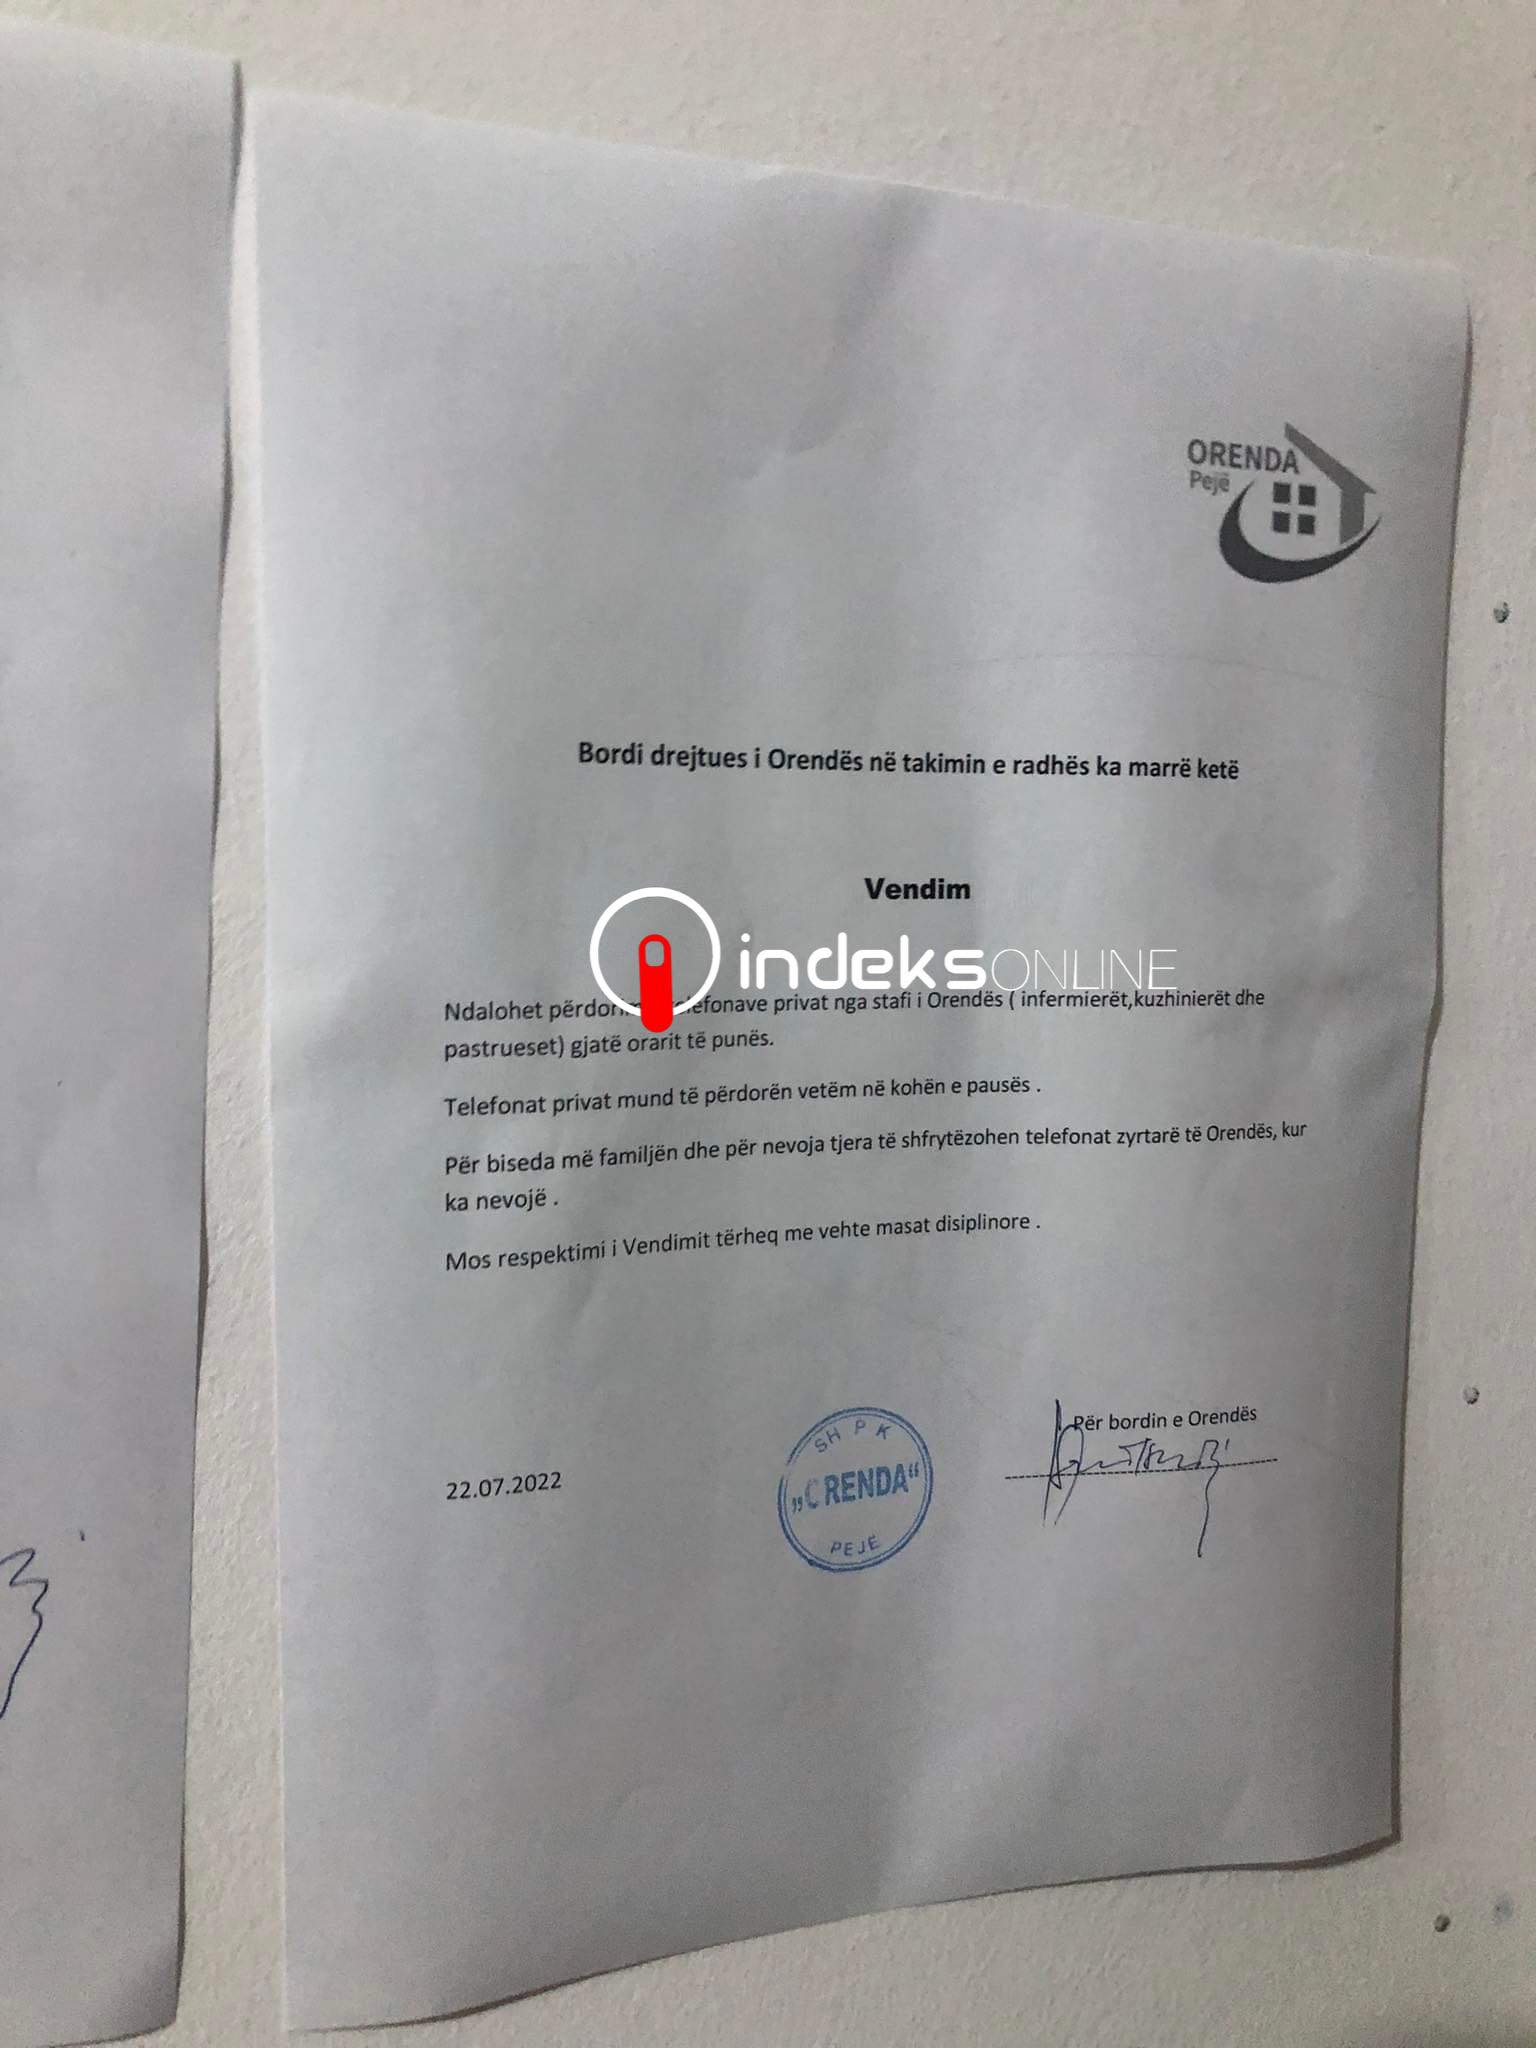 ORENDA
Pejë
Bordi drejtues i Orendës në takimin e radhës ka marrë ketë
Vendim
indeksONLINE
Ndalohet përdorim telefonave privat nga stafi i Orendës ( infermierët,kuzhinierët dhe
pastrueset) gjatë orarit të punës.
Telefonat privat mund të përdorën vetëm në kohën e pausës .
Për biseda më familjën dhe për nevoja tjera të shfrytëzohen telefonat zyrtarë të Orendës, kur
ka nevojë .
Mos respektimi i Vendimit tërheq me vehte masat disiplinore .
22.07.2022
SH P K
„ORENDA“
PEJË
Për bordin e Orendës